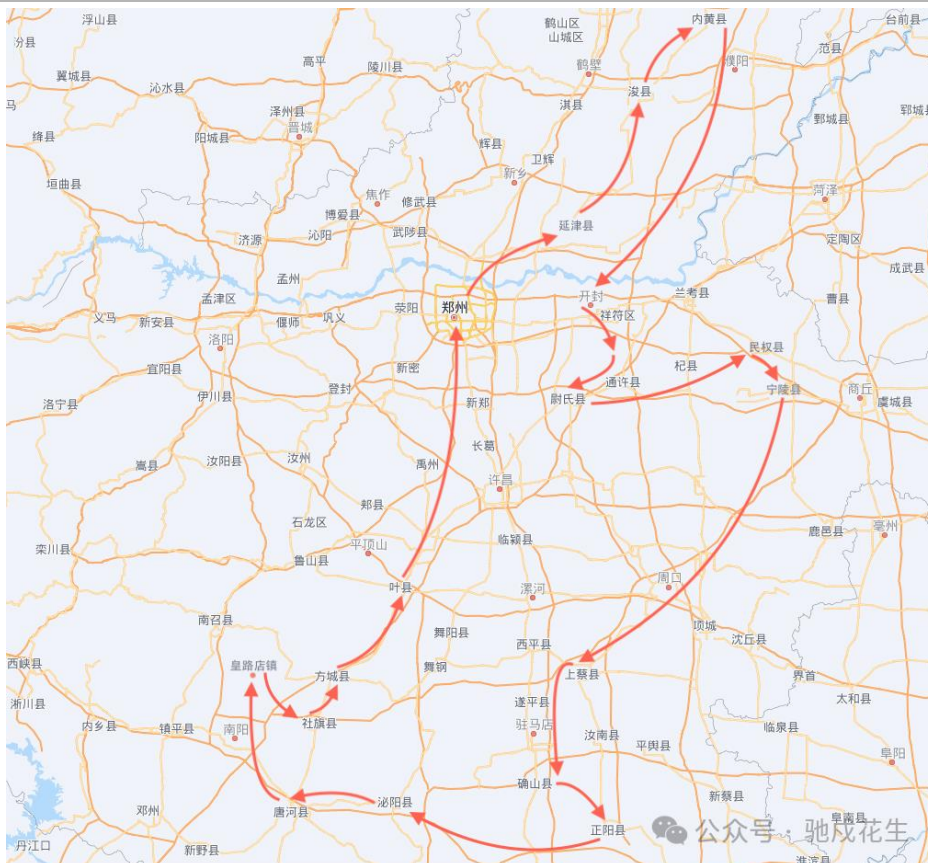 浮山县
鹤山区
山城区
内黄县
台前县
汾县
高平
陵川县
范县
翼城县
沁水县
鹤壁
濮阳
马
泽州县
淇县
浚县
鄄城县
郓城县
绛县
阳城县
晋城
辉县
卫辉
新乡
垣曲县
焦作
修武县
菏泽
博爱县
延津县
济源
沁阳
武陟县
定陶区
成武县
孟州
孟津区
荥阳
郑州
开封
兰考县
曹县
义马
新安县
偃师
巩义
祥符区
洛阳
民权县
宜阳县
新密
杞县
通许县
宁陵县
商丘
洛宁县
伊川县
登封
新郑
尉氏县
虞城县
长葛
嵩县
汝阳县
汝州
禹州
许昌
郏县
石龙区
鹿邑县
亳州
栾川县
平顶山
临颍县
鲁山县
叶县
漯河
周口
南召县
舞阳县
项城
沈丘县
西平县
西峡县
皇路店镇
方城县
舞钢
上蔡县
界首
淅川县
遂平县
太和县
内乡县
镇平县
南阳
社旗县
驻马店
汝南县
临泉县
平舆县
阜阳
确山县
邓州
唐河县
泌阳县
新蔡县
丹江口
新野县
正阳县
阜南县
淮滨县
公众号·驰戍花生